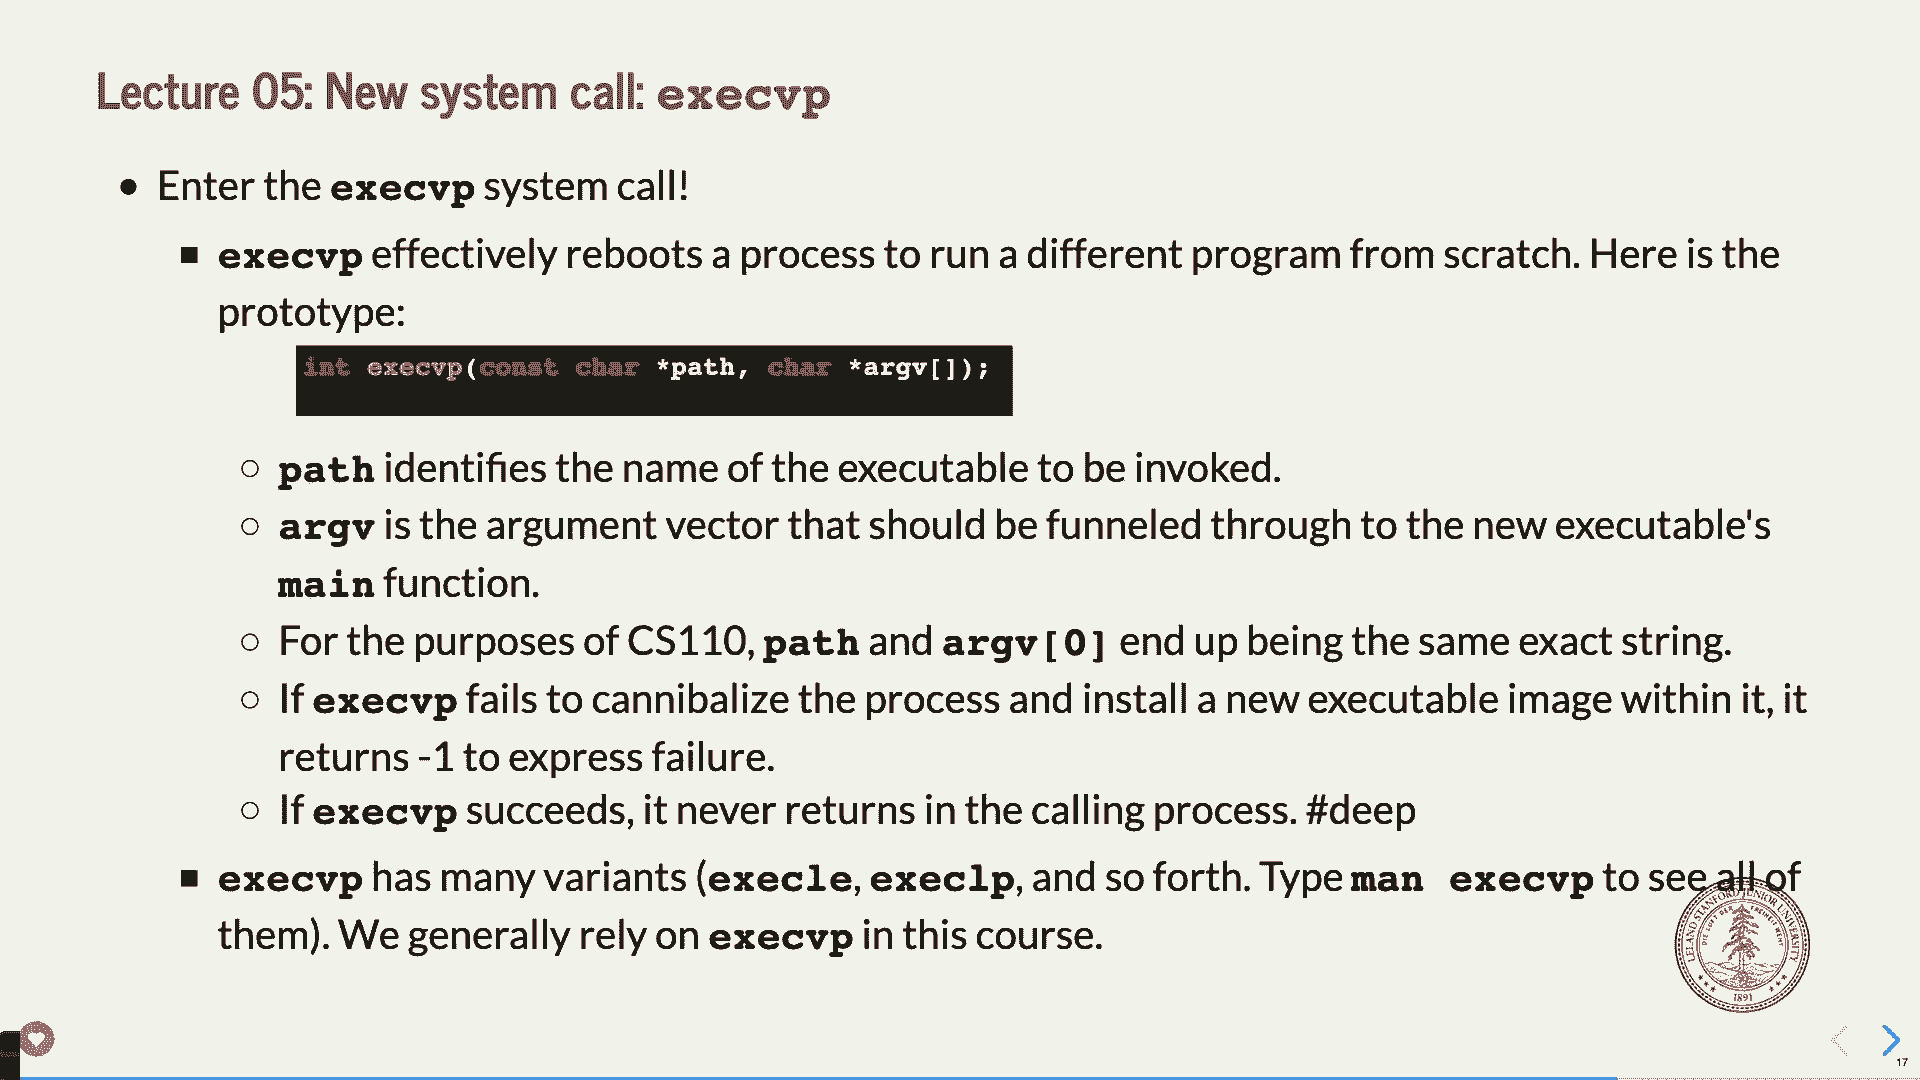 Lecture 05: New system call: execvp
● Enter the execvp system call!
■ execvp effectively reboots a process to run a different program from scratch. Here is the
prototype:
int execvp(const char *path, char *argv[]);
○ path identifies the name of the executable to be invoked.
○ argv is the argument vector that should be funneled through to the new executable's
main function.
○ For the purposes of CS110, path and argv[0] end up being the same exact string.
○ If execvp fails to cannibalize the process and install a new executable image within it, it
returns -1 to express failure.
○ If execvp succeeds, it never returns in the calling process. #deep
■ execvp has many variants (execle, execlp, and so forth. Type man execvp to see all of
them). We generally rely on execvp in this course.
LELAND STANFORD JUNIOR UNIVERSITY
1891
17